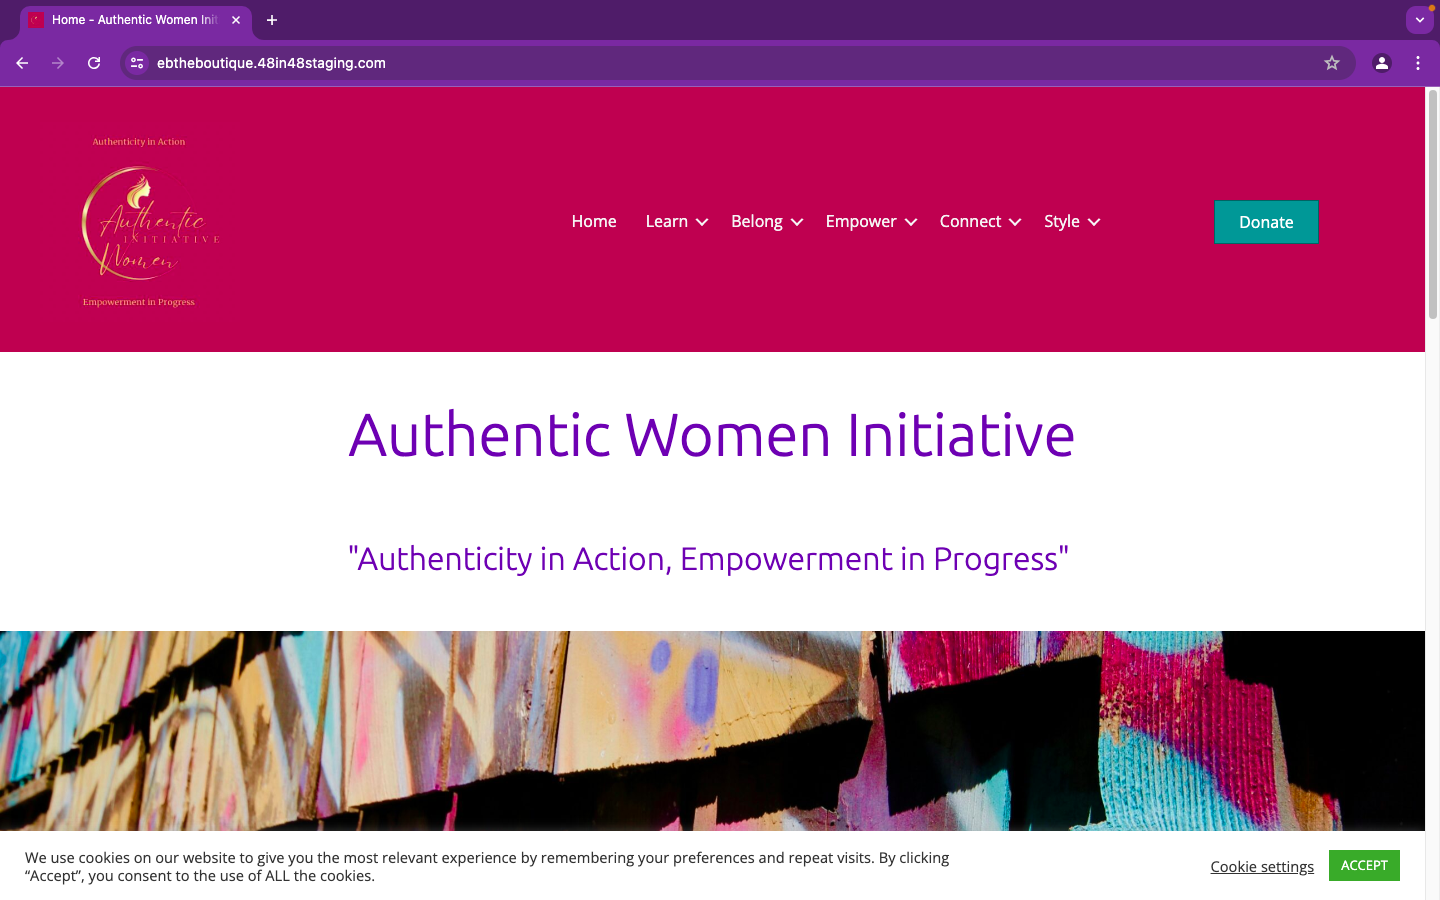 Home - Authentic Women Init
ebtheboutique.48in48staging.com
Authenticity in Action
Authentic
INITIATIVE
Women
Empowerment in Progress
Home Learn Belong Empower Connect Style Donate
Authentic Women Initiative
"Authenticity in Action, Empowerment in Progress"
We use cookies on our website to give you the most relevant experience by remembering your preferences and repeat visits. By clicking
“Accept”, you consent to the use of ALL the cookies.
Cookie settings ACCEPT